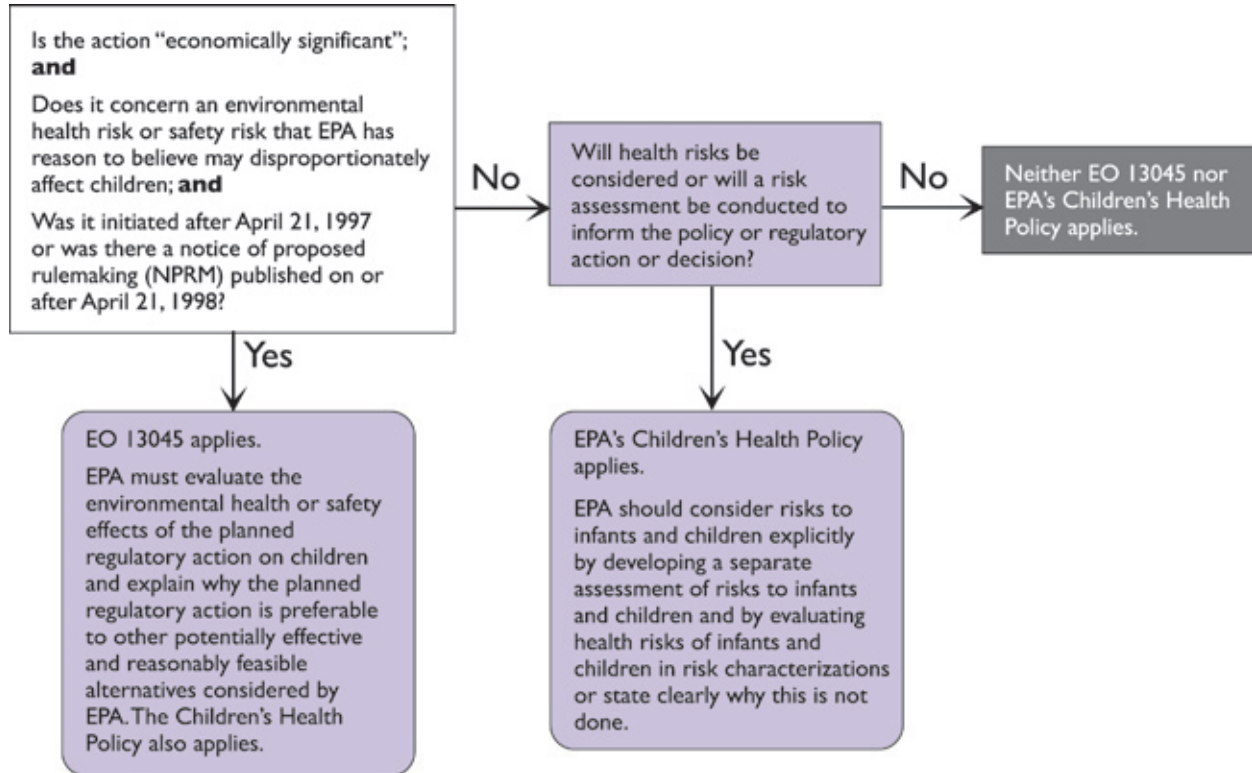 Is the action “economically significant”;
and
Does it concern an environmental
health risk or safety risk that EPA has
reason to believe may disproportionately
affect children; and
Was it initiated after April 21, 1997
or was there a notice of proposed
rulemaking (NPRM) published on or
after April 21, 1998?
No
Will health risks be
considered or will a risk
assessment be conducted to
inform the policy or regulatory
action or decision?
No
Neither EO 13045 nor
EPA’s Children’s Health
Policy applies.
Yes
Yes
EO 13045 applies.
EPA must evaluate the
environmental health or safety
effects of the planned
regulatory action on children
and explain why the planned
regulatory action is preferable
to other potentially effective
and reasonably feasible
alternatives considered by
EPA. The Children’s Health
Policy also applies.
EPA’s Children’s Health Policy
applies.
EPA should consider risks to
infants and children explicitly
by developing a separate
assessment of risks to infants
and children and by evaluating
health risks of infants and
children in risk characterizations
or state clearly why this is not
done.